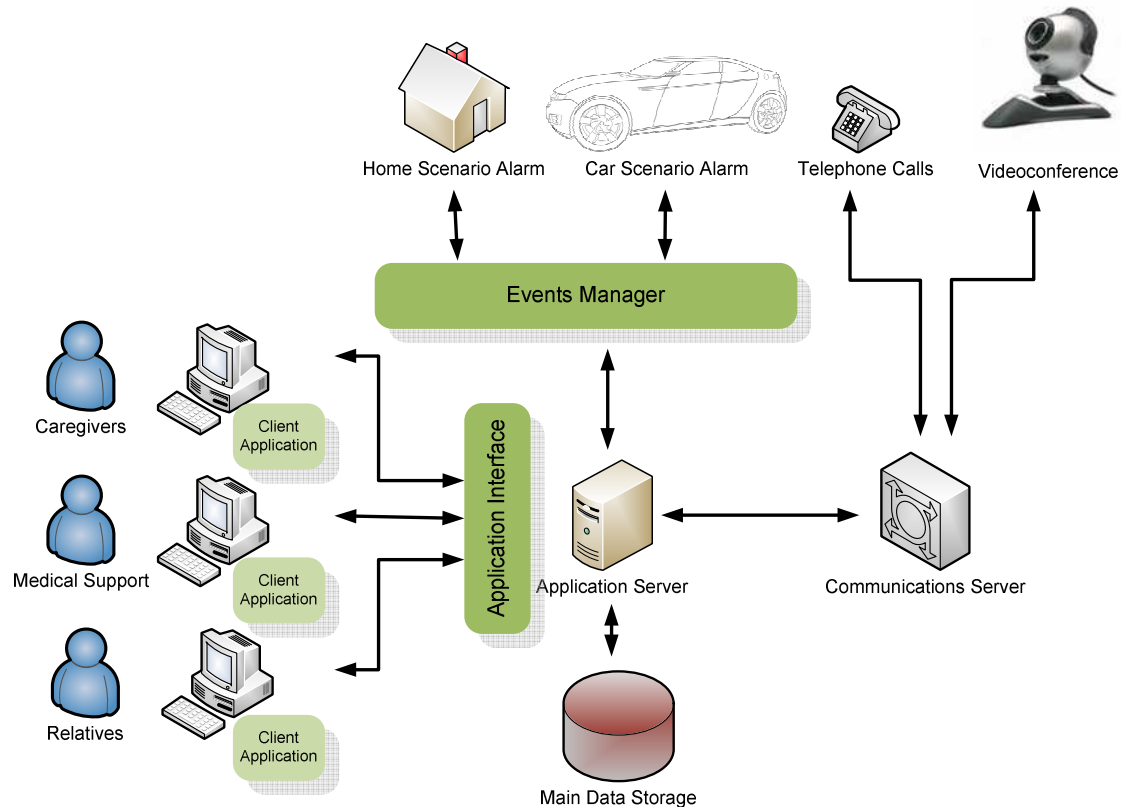 Home Scenario Alarm
Car Scenario Alarm
Telephone Calls
Videoconference
Events Manager
Caregivers
Client
Application
Medical Support
Client
Application
Relatives
Client
Application
Application Interface
Application Server
Communications Server
Main Data Storage